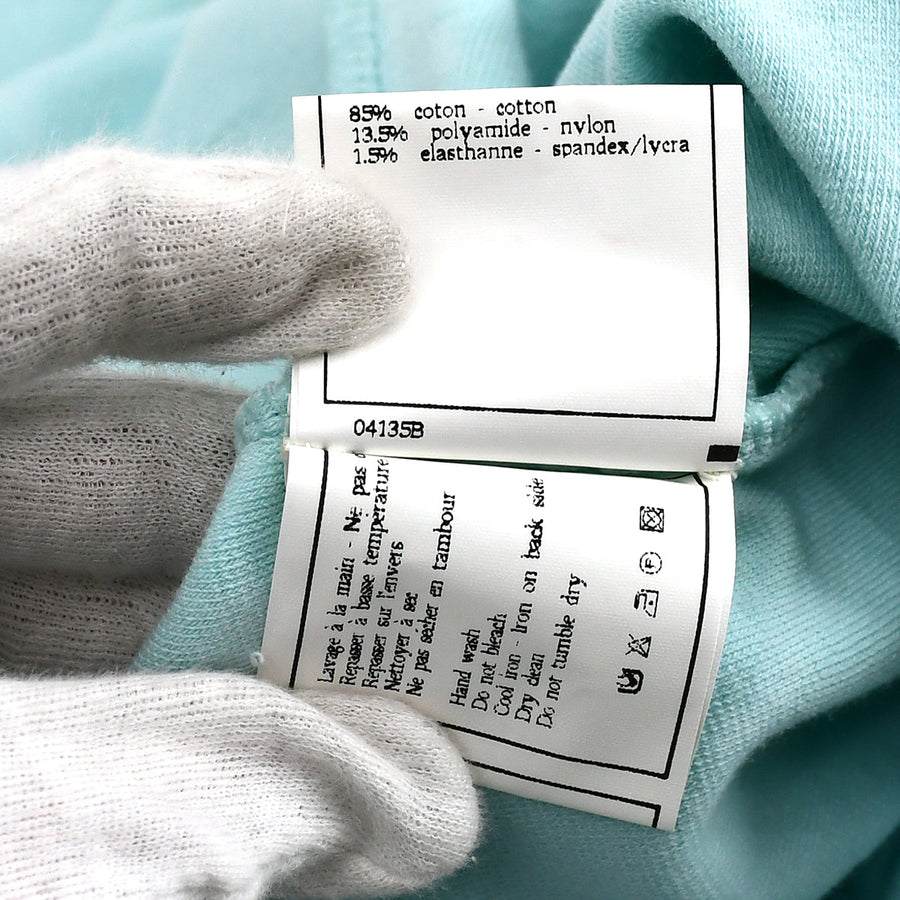 85% coton - cotton
13.5% polyamide - nylon
1.5% elasthanne - spandex/lycra
04135B
Lavage à la main - Ne pas
Repasser à basse température
Repasser sur l'envers
Nettoyer à sec
Ne pas sécher en tambour
Hand wash
Do not bleach
Cool iron - Iron on back side
Dry clean
Do not tumble dry
P